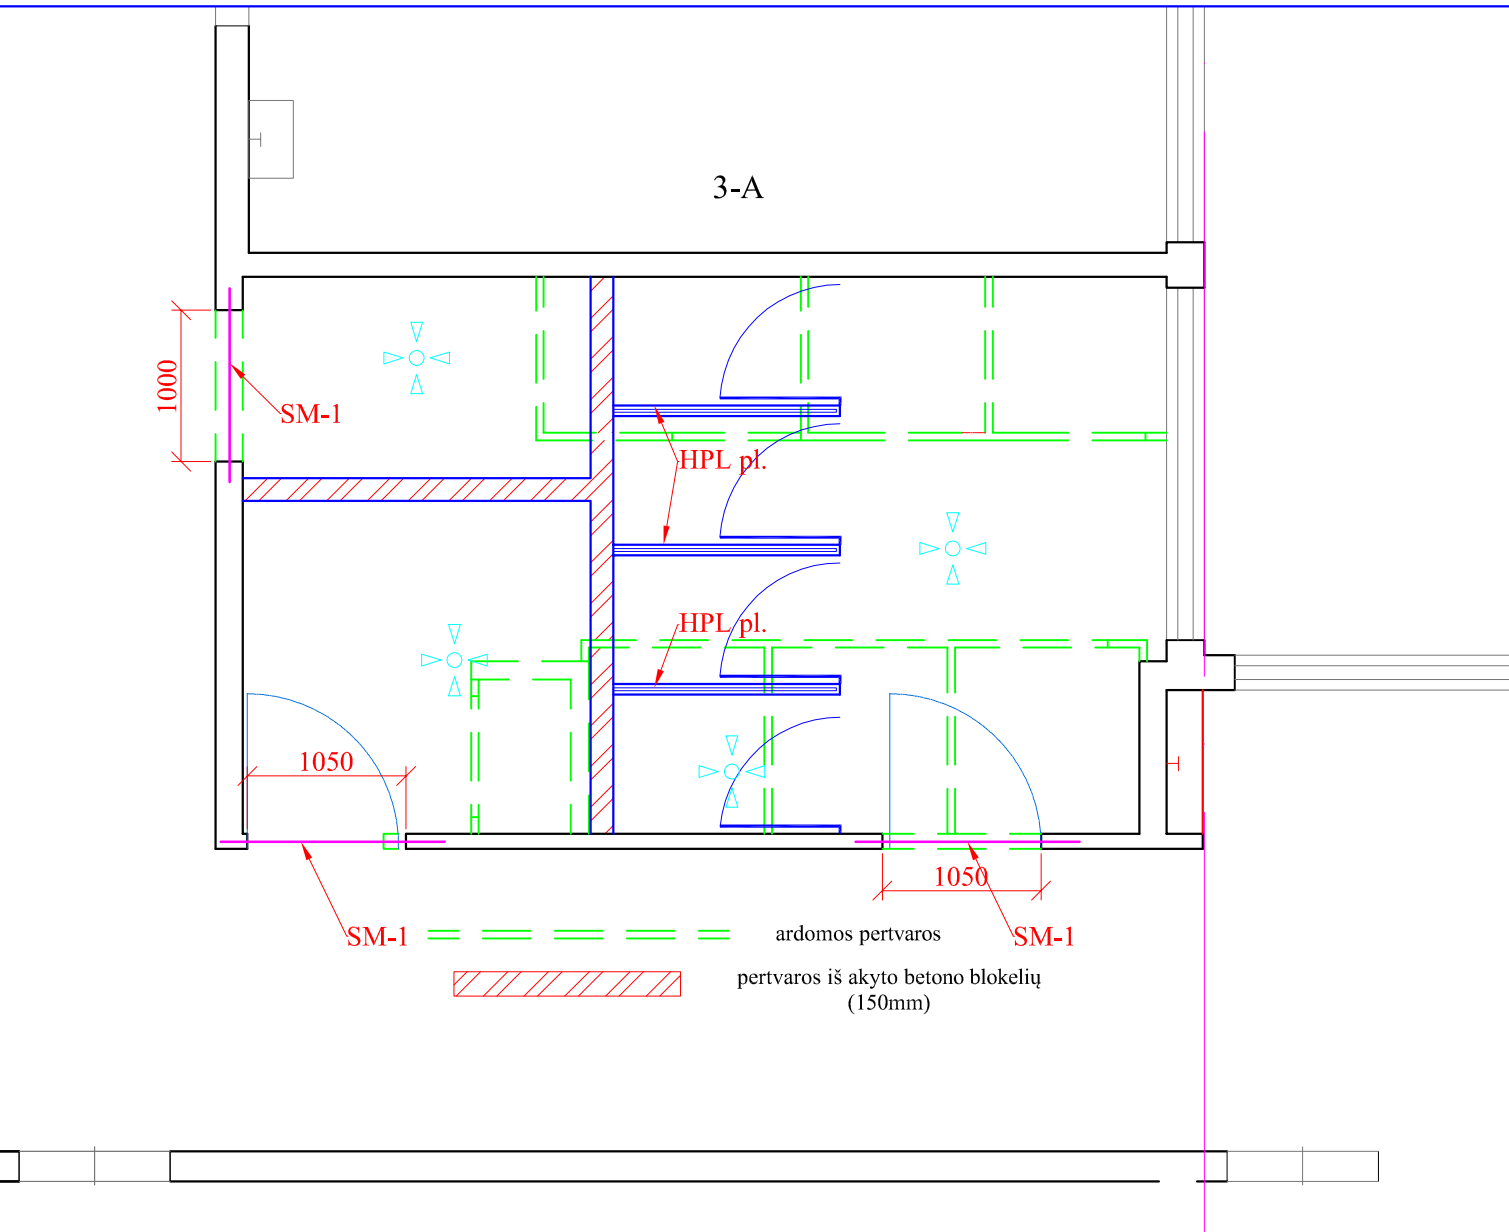 3-A
1000
SM-1
HPL pl.
HPL pl.
1050
1050
SM-1
ardomos pertvaros
SM-1
pertvaros iš akyto betono blokelių
(150mm)